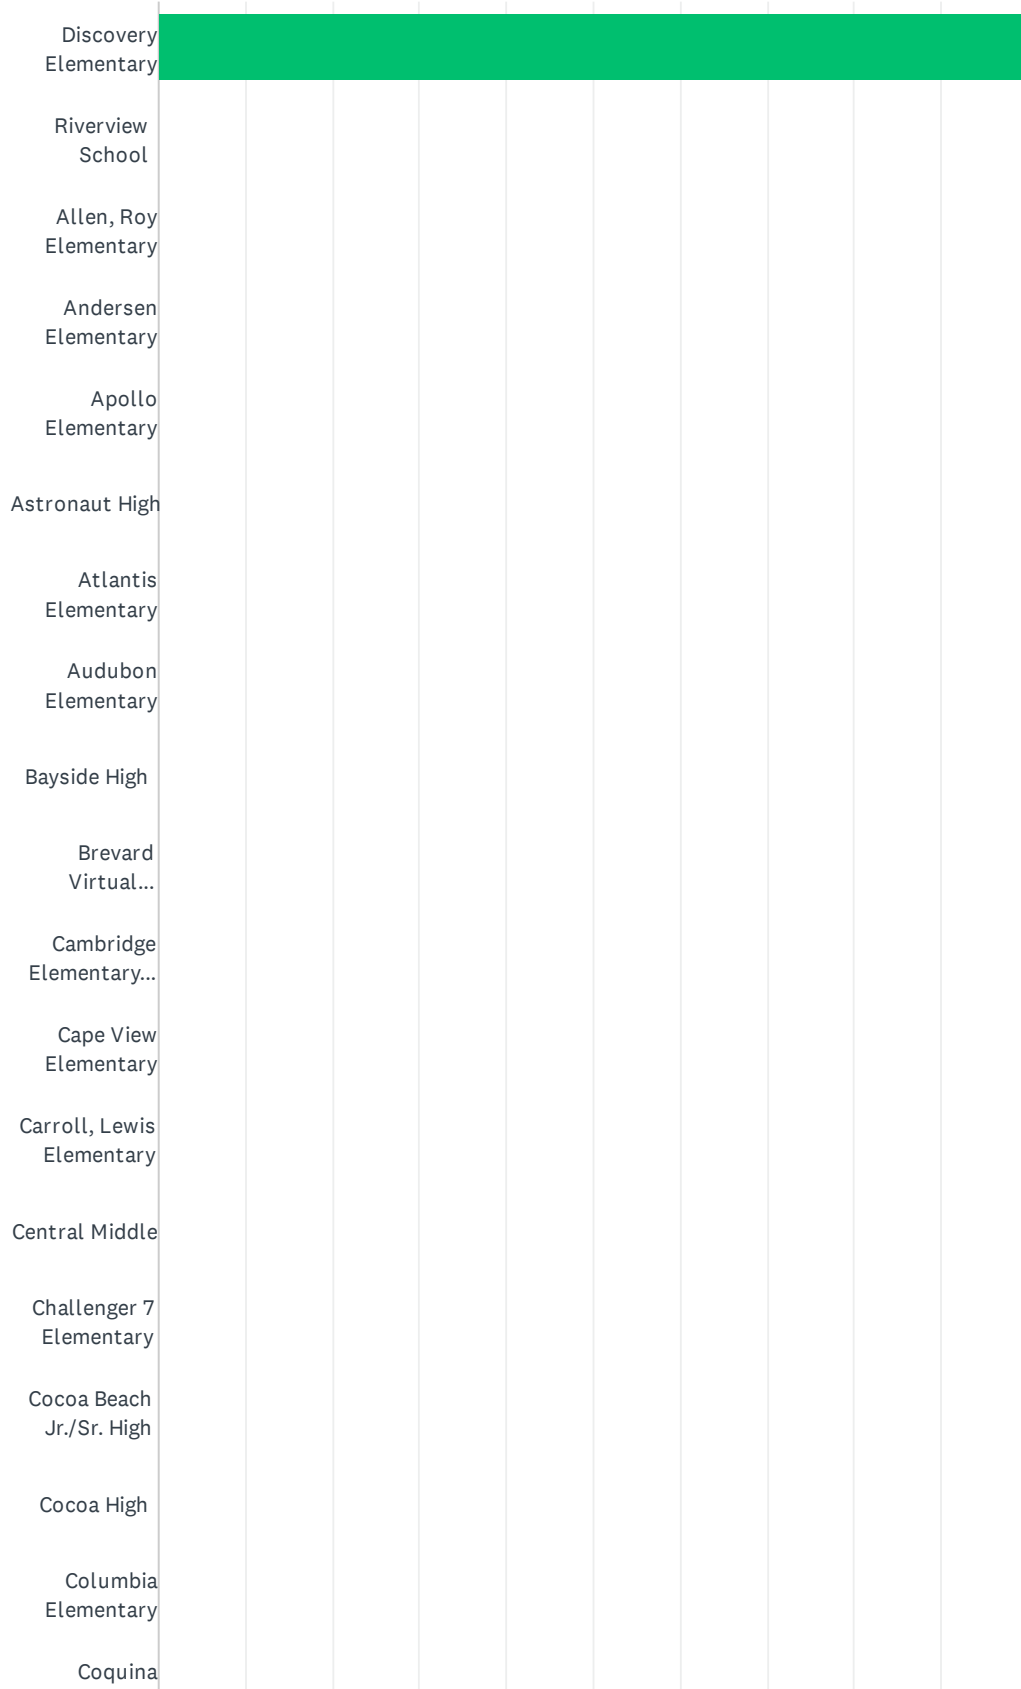 Discovery
Elementary
Riverview
School
Allen, Roy
Elementary
Andersen
Elementary
Apollo
Elementary
Astronaut High
Atlantis
Elementary
Audubon
Elementary
Bayside High
Brevard
Virtual...
Cambridge
Elementary...
Cape View
Elementary
Carroll, Lewis
Elementary
Central Middle
Challenger 7
Elementary
Cocoa Beach
Jr./Sr. High
Cocoa High
Columbia
Elementary
Coquina